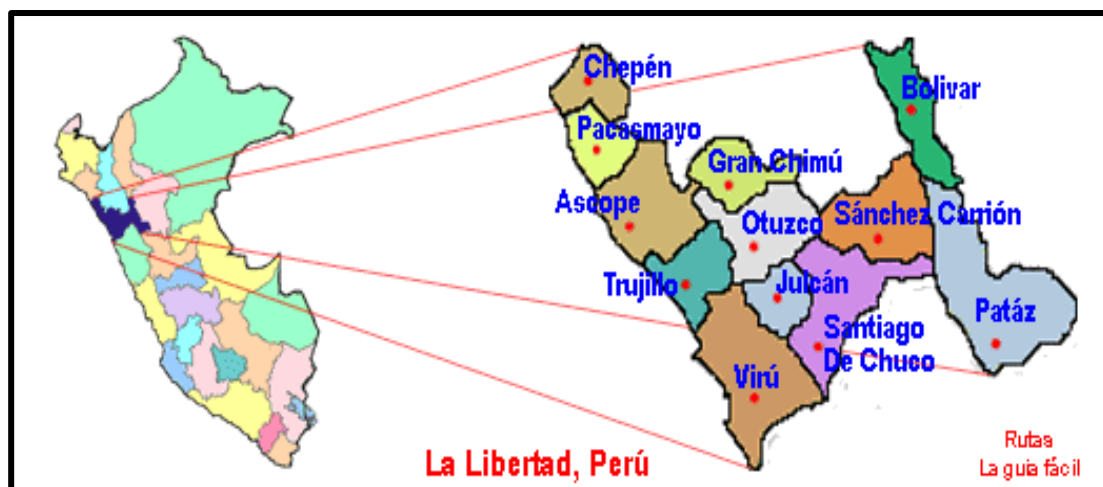 Chepén
Bolivar
Pacasmayo
Gran Chimú
Ascope
Otuzco
Sánchez Carrión
Trujillo
Julcán
Patáz
Santiago
De Chuco
Virú
La Libertad, Perú
Rutas
La guia fácil